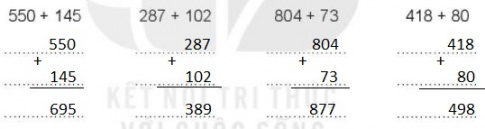 550 + 145 287 + 102 804 + 73 418 + 80
550 287 804 418
+ + + +
145 102 73 80
695 389 877 498
KẾT NỐI TRI THỨC
VỚI CUỘC SỐNG